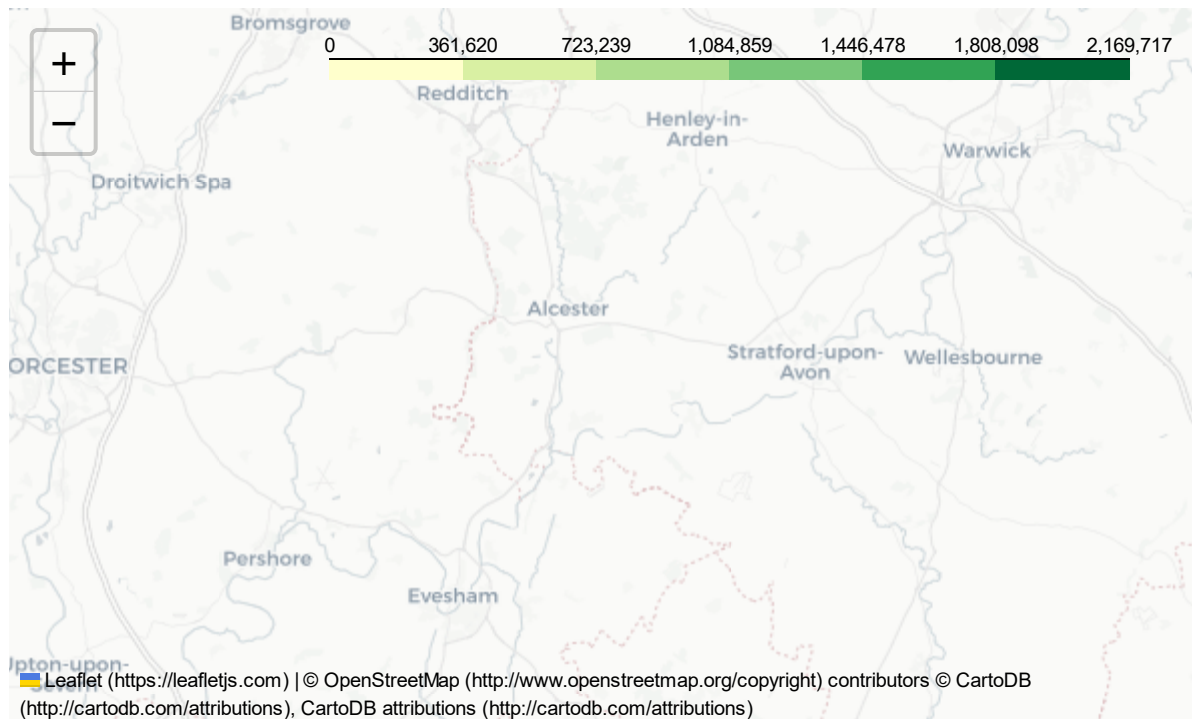 Bromsgrove
+
−
0 361,620 723,239 1,084,859 1,446,478 1,808,098 2,169,717
Redditch
Henley-in-
Arden
Warwick
Droitwich Spa
Alcester
ORCESTER
Stratford-upon-
Avon
Wellesbourne
Pershore
Evesham
pton-upon-
Severn
Leaflet (https://leafletjs.com) | © OpenStreetMap (http://www.openstreetmap.org/copyright) contributors © CartoDB
(http://cartodb.com/attributions), CartoDB attributions (http://cartodb.com/attributions)